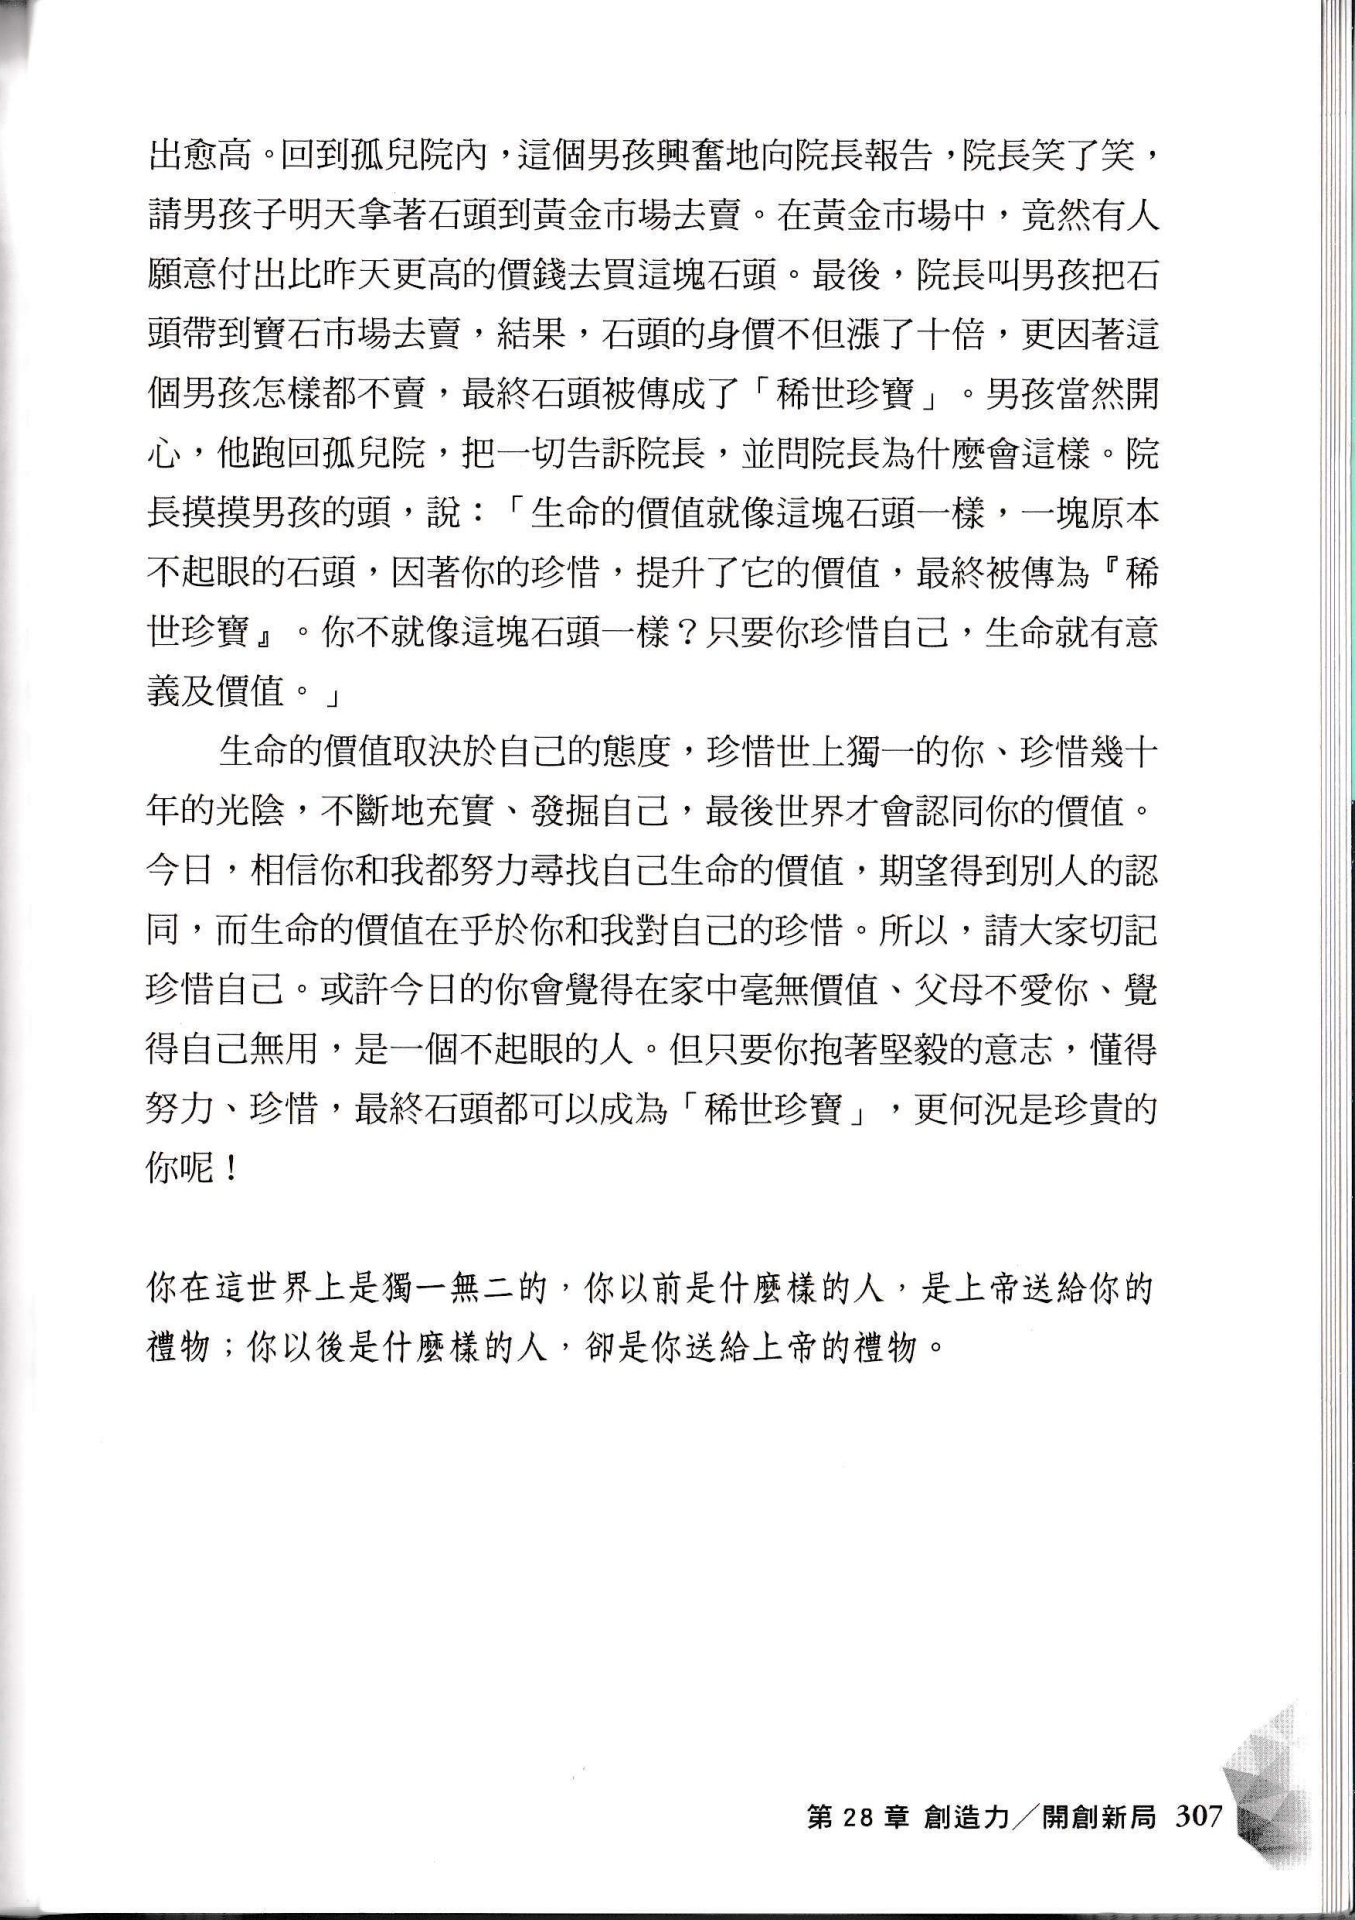 出愈高。回到孤兒院內，這個男孩興奮地向院長報告，院長笑了笑，
請男孩子明天拿著石頭到黃金市場去賣。在黃金市場中，竟然有人
願意付出比昨天更高的價錢去買這塊石頭。最後，院長叫男孩把石
頭帶到寶石市場去賣，結果，石頭的身價不但漲了十倍，更因著這
個男孩怎樣都不賣，最終石頭被傳成了「稀世珍寶」。男孩當然開
心，他跑回孤兒院，把一切告訴院長，並問院長為什麼會這樣。院
長摸摸男孩的頭，說：「生命的價值就像這塊石頭一樣，一塊原本
不起眼的石頭，因著你的珍惜，提升了它的價值，最終被傳為『稀
世珍寶』。你不就像這塊石頭一樣？只要你珍惜自己，生命就有意
義及價值。」
生命的價值取決於自己的態度，珍惜世上獨一的你、珍惜幾十
年的光陰，不斷地充實、發掘自己，最後世界才會認同你的價值。
今日，相信你和我都努力尋找自己生命的價值，期望得到別人的認
同，而生命的價值在乎於你和我對自己的珍惜。所以，請大家切記
珍惜自己。或許今日的你會覺得在家中毫無價值、父母不愛你、覺
得自己無用，是一個不起眼的人。但只要你抱著堅毅的意志，懂得
努力、珍惜，最終石頭都可以成為「稀世珍寶」，更何況是珍貴的
你呢！
你在這世界上是獨一無二的，你以前是什麼樣的人，是上帝送給你的
禮物；你以後是什麼樣的人，卻是你送給上帝的禮物。
第 28 章 創造力／開創新局 307